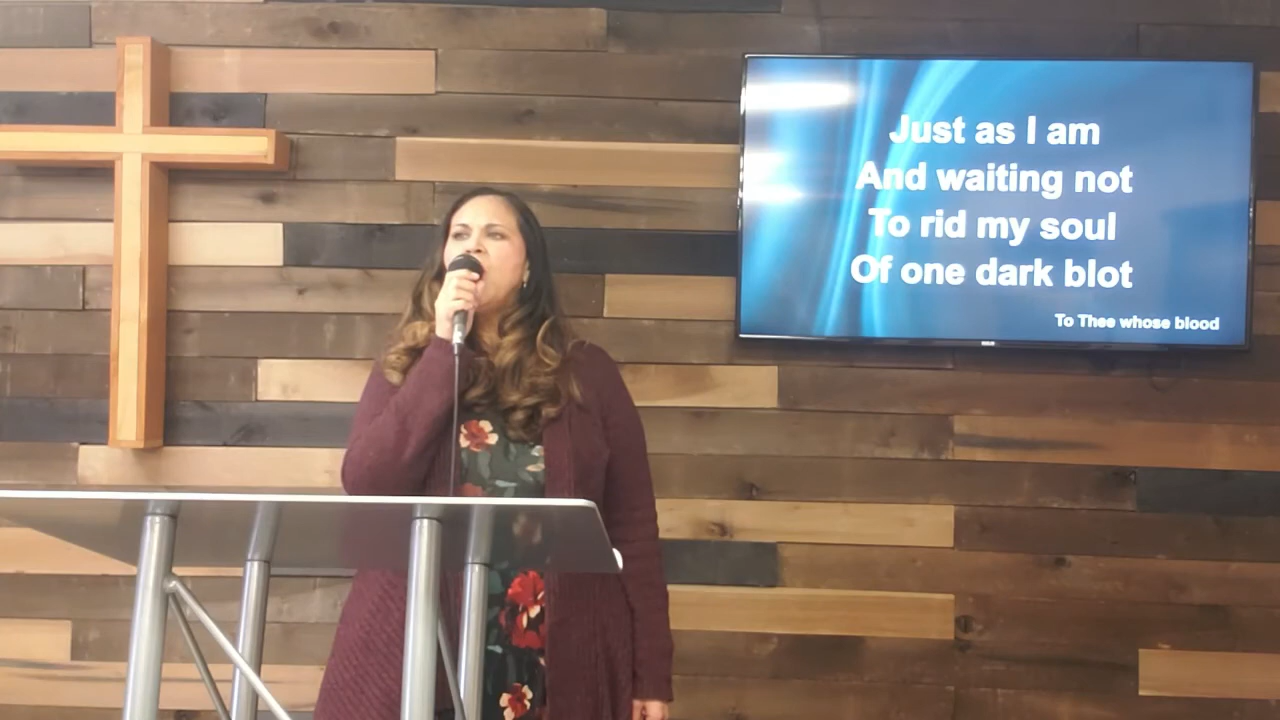 Just as I am
And waiting not
To rid my soul
Of one dark blot
To Thee whose blood